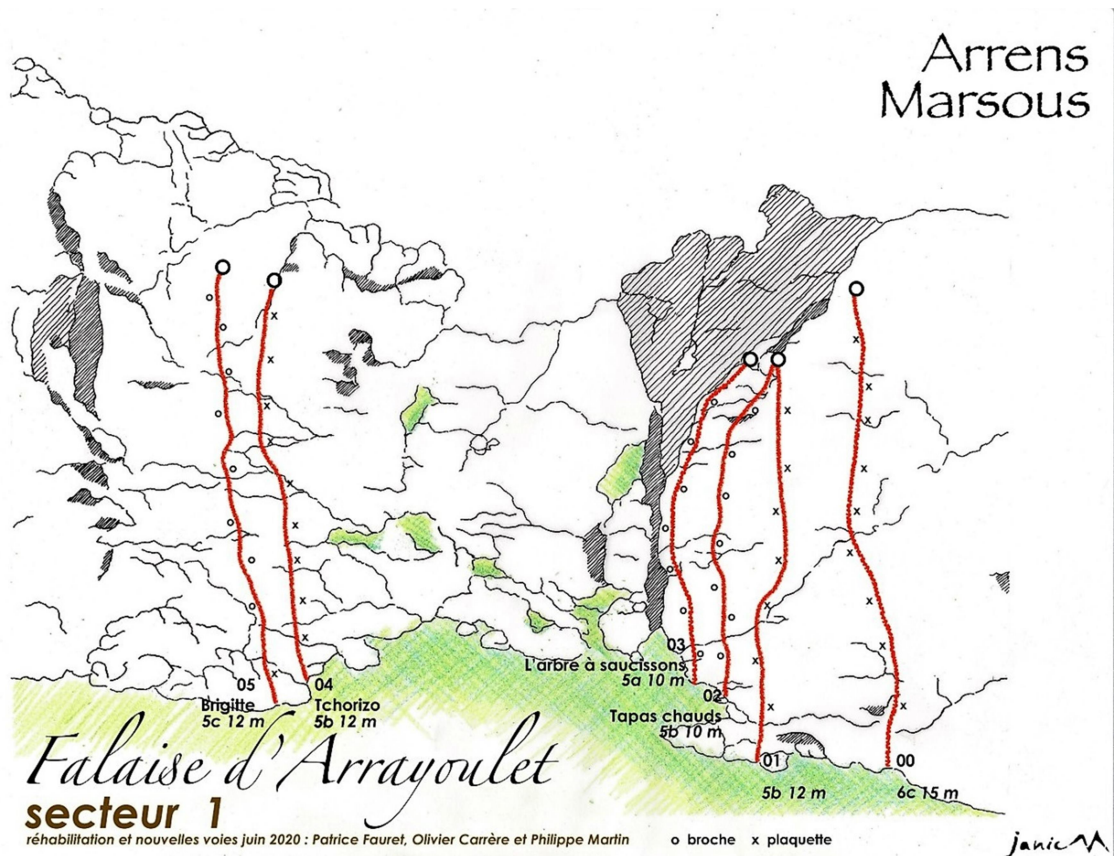 Arrens
Marsous
03
L'arbre à saucissons
5a 10 m
05
Brigitte
5c 12 m
04
Tchorizo
5b 12 m
02
Tapas chauds
5b 10 m
01
5b 12 m
00
6c 15 m
Falaise d'Arrayoulet
secteur 1
réhabilitation et nouvelles voies juin 2020 : Patrice Fauret, Olivier Carrère et Philippe Martin
o broche x plaquette
janic